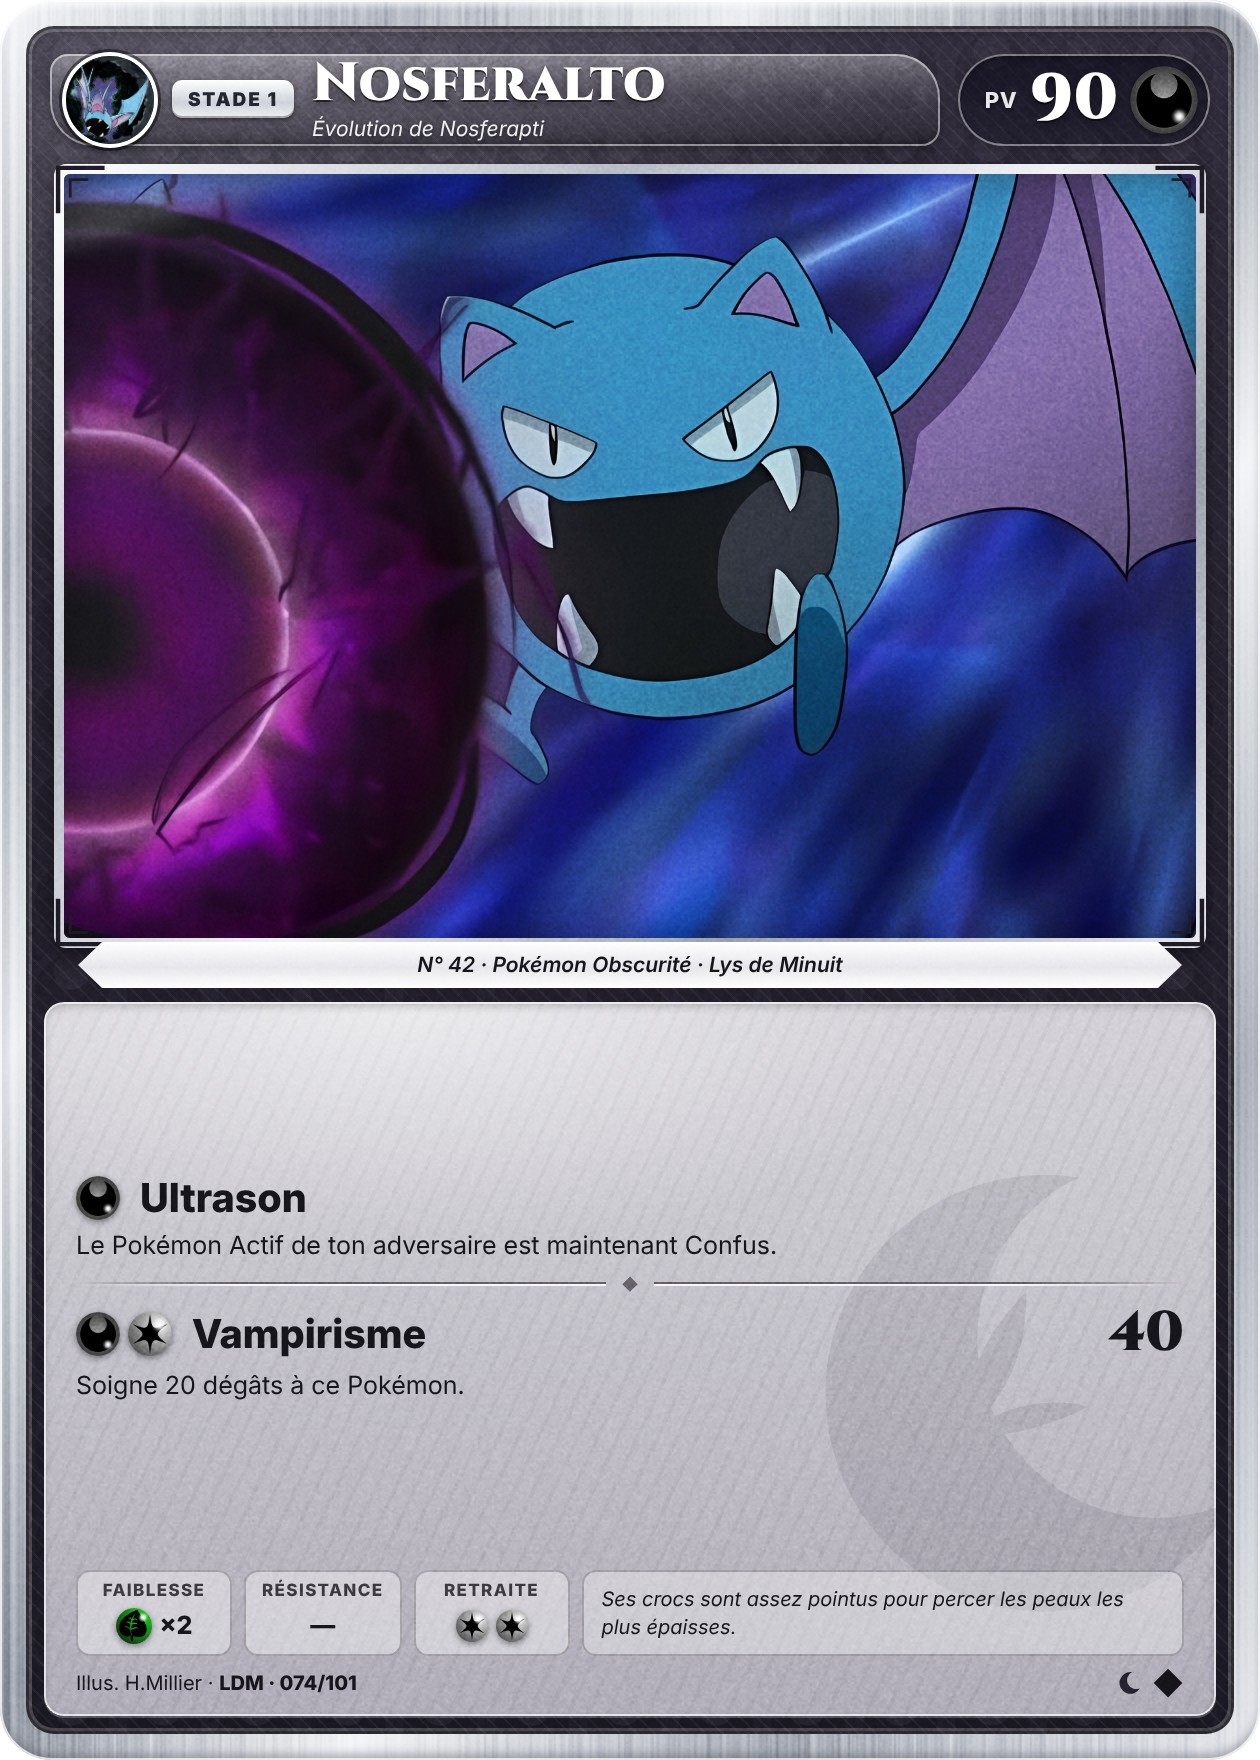 STADE 1
Nosferalto
Évolution de Nosferapti
PV 90
N° 42 · Pokémon Obscurité · Lys de Minuit
Ultrason
Le Pokémon Actif de ton adversaire est maintenant Confus.
Vampirisme 40
Soigne 20 dégâts à ce Pokémon.
FAIBLESSE
×2
RÉSISTANCE
—
RETRAITE
Ses crocs sont assez pointus pour percer les peaux les
plus épaisses.
Illus. H.Millier · LDM · 074/101